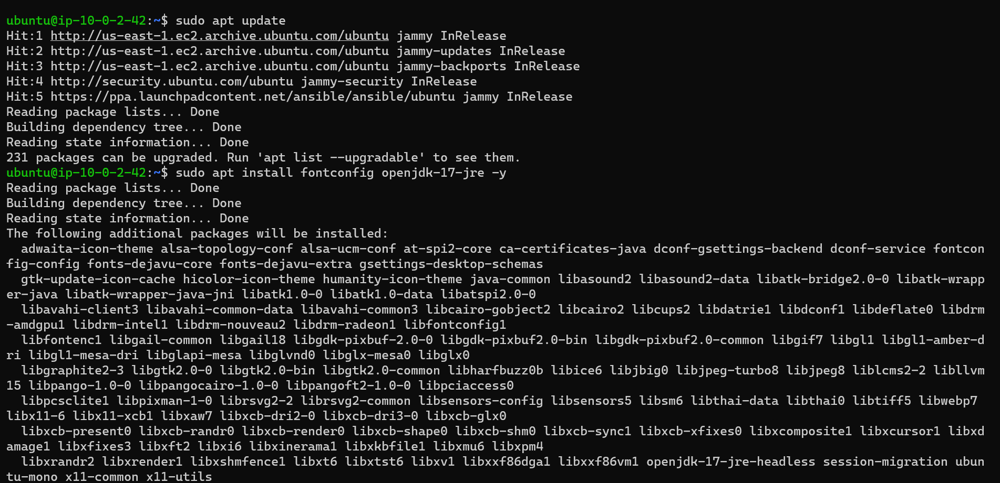 ubuntu@ip-10-0-2-42:~$ sudo apt update
Hit:1 http://us-east-1.ec2.archive.ubuntu.com/ubuntu jammy InRelease
Hit:2 http://us-east-1.ec2.archive.ubuntu.com/ubuntu jammy-updates InRelease
Hit:3 http://us-east-1.ec2.archive.ubuntu.com/ubuntu jammy-backports InRelease
Hit:4 http://security.ubuntu.com/ubuntu jammy-security InRelease
Hit:5 https://ppa.launchpadcontent.net/ansible/ansible/ubuntu jammy InRelease
Reading package lists... Done
Building dependency tree... Done
Reading state information... Done
231 packages can be upgraded. Run 'apt list --upgradable' to see them.
ubuntu@ip-10-0-2-42:~$ sudo apt install fontconfig openjdk-17-jre -y
Reading package lists... Done
Building dependency tree... Done
Reading state information... Done
The following additional packages will be installed:
  adwaita-icon-theme alsa-topology-conf alsa-ucm-conf at-spi2-core ca-certificates-java dconf-gsettings-backend dconf-service fontcon
fig-config fonts-dejavu-core fonts-dejavu-extra gsettings-desktop-schemas
  gtk-update-icon-cache hicolor-icon-theme humanity-icon-theme java-common libasound2 libasound2-data libatk-bridge2.0-0 libatk-wrapp
er-java libatk-wrapper-java-jni libatk1.0-0 libatk1.0-data libatspi2.0-0
  libavahi-client3 libavahi-common-data libavahi-common3 libcairo-gobject2 libcairo2 libcups2 libdatrie1 libdconf1 libdeflate0 libdrm
-amdgpu1 libdrm-intel1 libdrm-nouveau2 libdrm-radeon1 libfontconfig1
  libfontenc1 libgail-common libgail18 libgdk-pixbuf-2.0-0 libgdk-pixbuf2.0-bin libgdk-pixbuf2.0-common libgif7 libgl1 libgl1-amber-d
ri libgl1-mesa-dri libglapi-mesa libglvnd0 libglx-mesa0 libglx0
  libgraphite2-3 libgtk2.0-0 libgtk2.0-bin libgtk2.0-common libharfbuzz0b libice6 libjbig0 libjpeg-turbo8 libjpeg8 liblcms2-2 libllvm
15 libpango-1.0-0 libpangocairo-1.0-0 libpangoft2-1.0-0 libpciaccess0
  libpcsclite1 libpixman-1-0 librsvg2-2 librsvg2-common libsensors-config libsensors5 libsm6 libthai-data libthai0 libtiff5 libwebp7
libx11-6 libx11-xcb1 libxaw7 libxcb-dri2-0 libxcb-dri3-0 libxcb-glx0
  libxcb-present0 libxcb-randr0 libxcb-render0 libxcb-shape0 libxcb-shm0 libxcb-sync1 libxcb-xfixes0 libxcomposite1 libxcursor1 libxd
amage1 libxfixes3 libxft2 libxi6 libxinerama1 libxkbfile1 libxmu6 libxpm4
  libxrandr2 libxrender1 libxshmfence1 libxt6 libxtst6 libxv1 libxxf86dga1 libxxf86vm1 openjdk-17-jre-headless session-migration ubun
tu-mono x11-common x11-utils